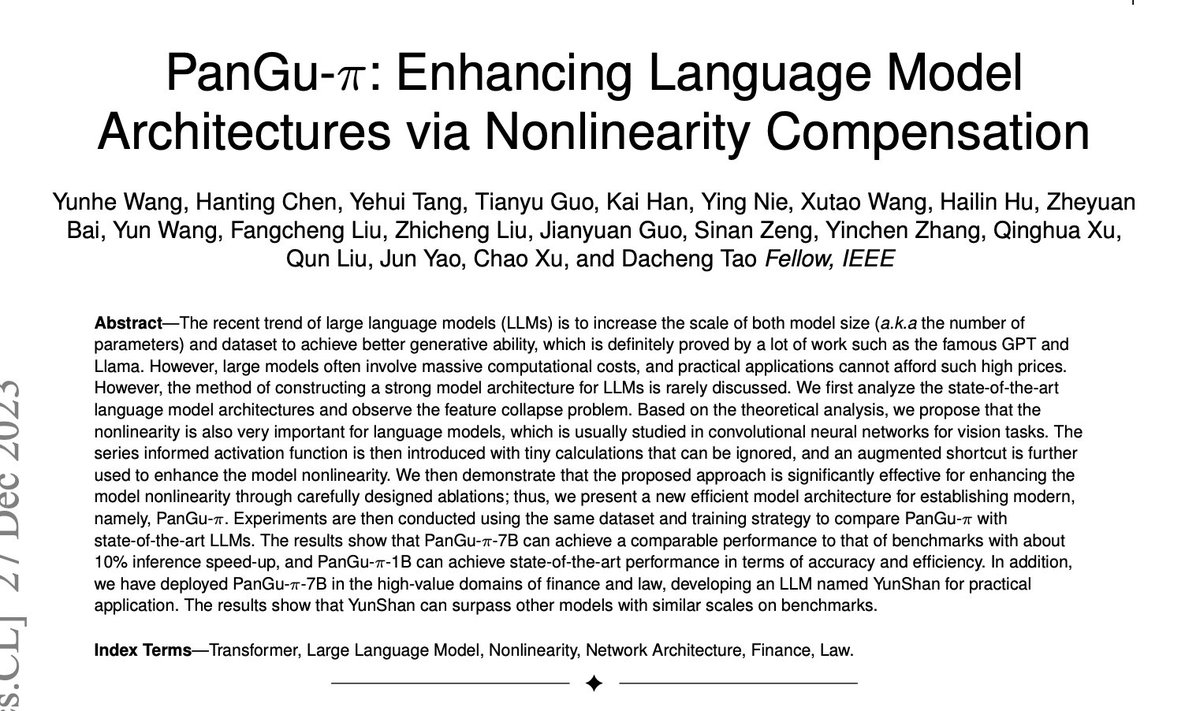 PanGu-π: Enhancing Language Model
Architectures via Nonlinearity Compensation
Yunhe Wang, Hanting Chen, Yehui Tang, Tianyu Guo, Kai Han, Ying Nie, Xutao Wang, Hailin Hu, Zheyuan
Bai, Yun Wang, Fangcheng Liu, Zhicheng Liu, Jianyuan Guo, Sinan Zeng, Yinchen Zhang, Qinghua Xu,
Qun Liu, Jun Yao, Chao Xu, and Dacheng Tao Fellow, IEEE
Abstract—The recent trend of large language models (LLMs) is to increase the scale of both model size (a.k.a the number of
parameters) and dataset to achieve better generative ability, which is definitely proved by a lot of work such as the famous GPT and
Llama. However, large models often involve massive computational costs, and practical applications cannot afford such high prices.
However, the method of constructing a strong model architecture for LLMs is rarely discussed. We first analyze the state-of-the-art
language model architectures and observe the feature collapse problem. Based on the theoretical analysis, we propose that the
nonlinearity is also very important for language models, which is usually studied in convolutional neural networks for vision tasks. The
series informed activation function is then introduced with tiny calculations that can be ignored, and an augmented shortcut is further
used to enhance the model nonlinearity. We then demonstrate that the proposed approach is significantly effective for enhancing the
model nonlinearity through carefully designed ablations; thus, we present a new efficient model architecture for establishing modern,
namely, PanGu-π. Experiments are then conducted using the same dataset and training strategy to compare PanGu-π with
state-of-the-art LLMs. The results show that PanGu-π-7B can achieve a comparable performance to that of benchmarks with about
10% inference speed-up, and PanGu-π-1B can achieve state-of-the-art performance in terms of accuracy and efficiency. In addition,
we have deployed PanGu-π-7B in the high-value domains of finance and law, developing an LLM named YunShan for practical
application. The results show that YunShan can surpass other models with similar scales on benchmarks.
Index Terms—Transformer, Large Language Model, Nonlinearity, Network Architecture, Finance, Law.
s.CL] 27 Dec 2023